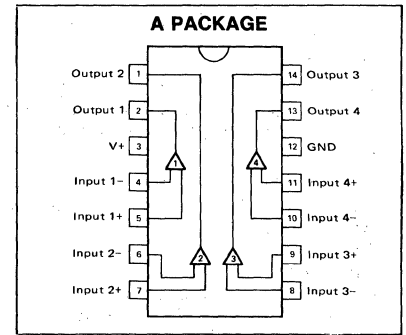 A PACKAGE
Output 2 1
14 Output 3
Output 1 2
13 Output 4
V+ 3
12 GND
1
4
Input 1- 4
11 Input 4+
Input 1+ 5
10 Input 4-
Input 2- 6
9 Input 3+
2
3
Input 2+ 7
8 Input 3-